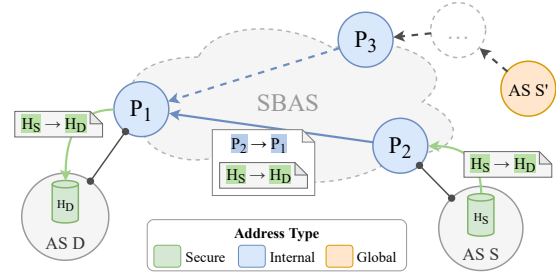 P3
...
AS S'
P1
SBAS
HS → HD
P2 → P1
HS → HD
P2
HS → HD
HD
AS D
HS
AS S
Address Type
Secure
Internal
Global